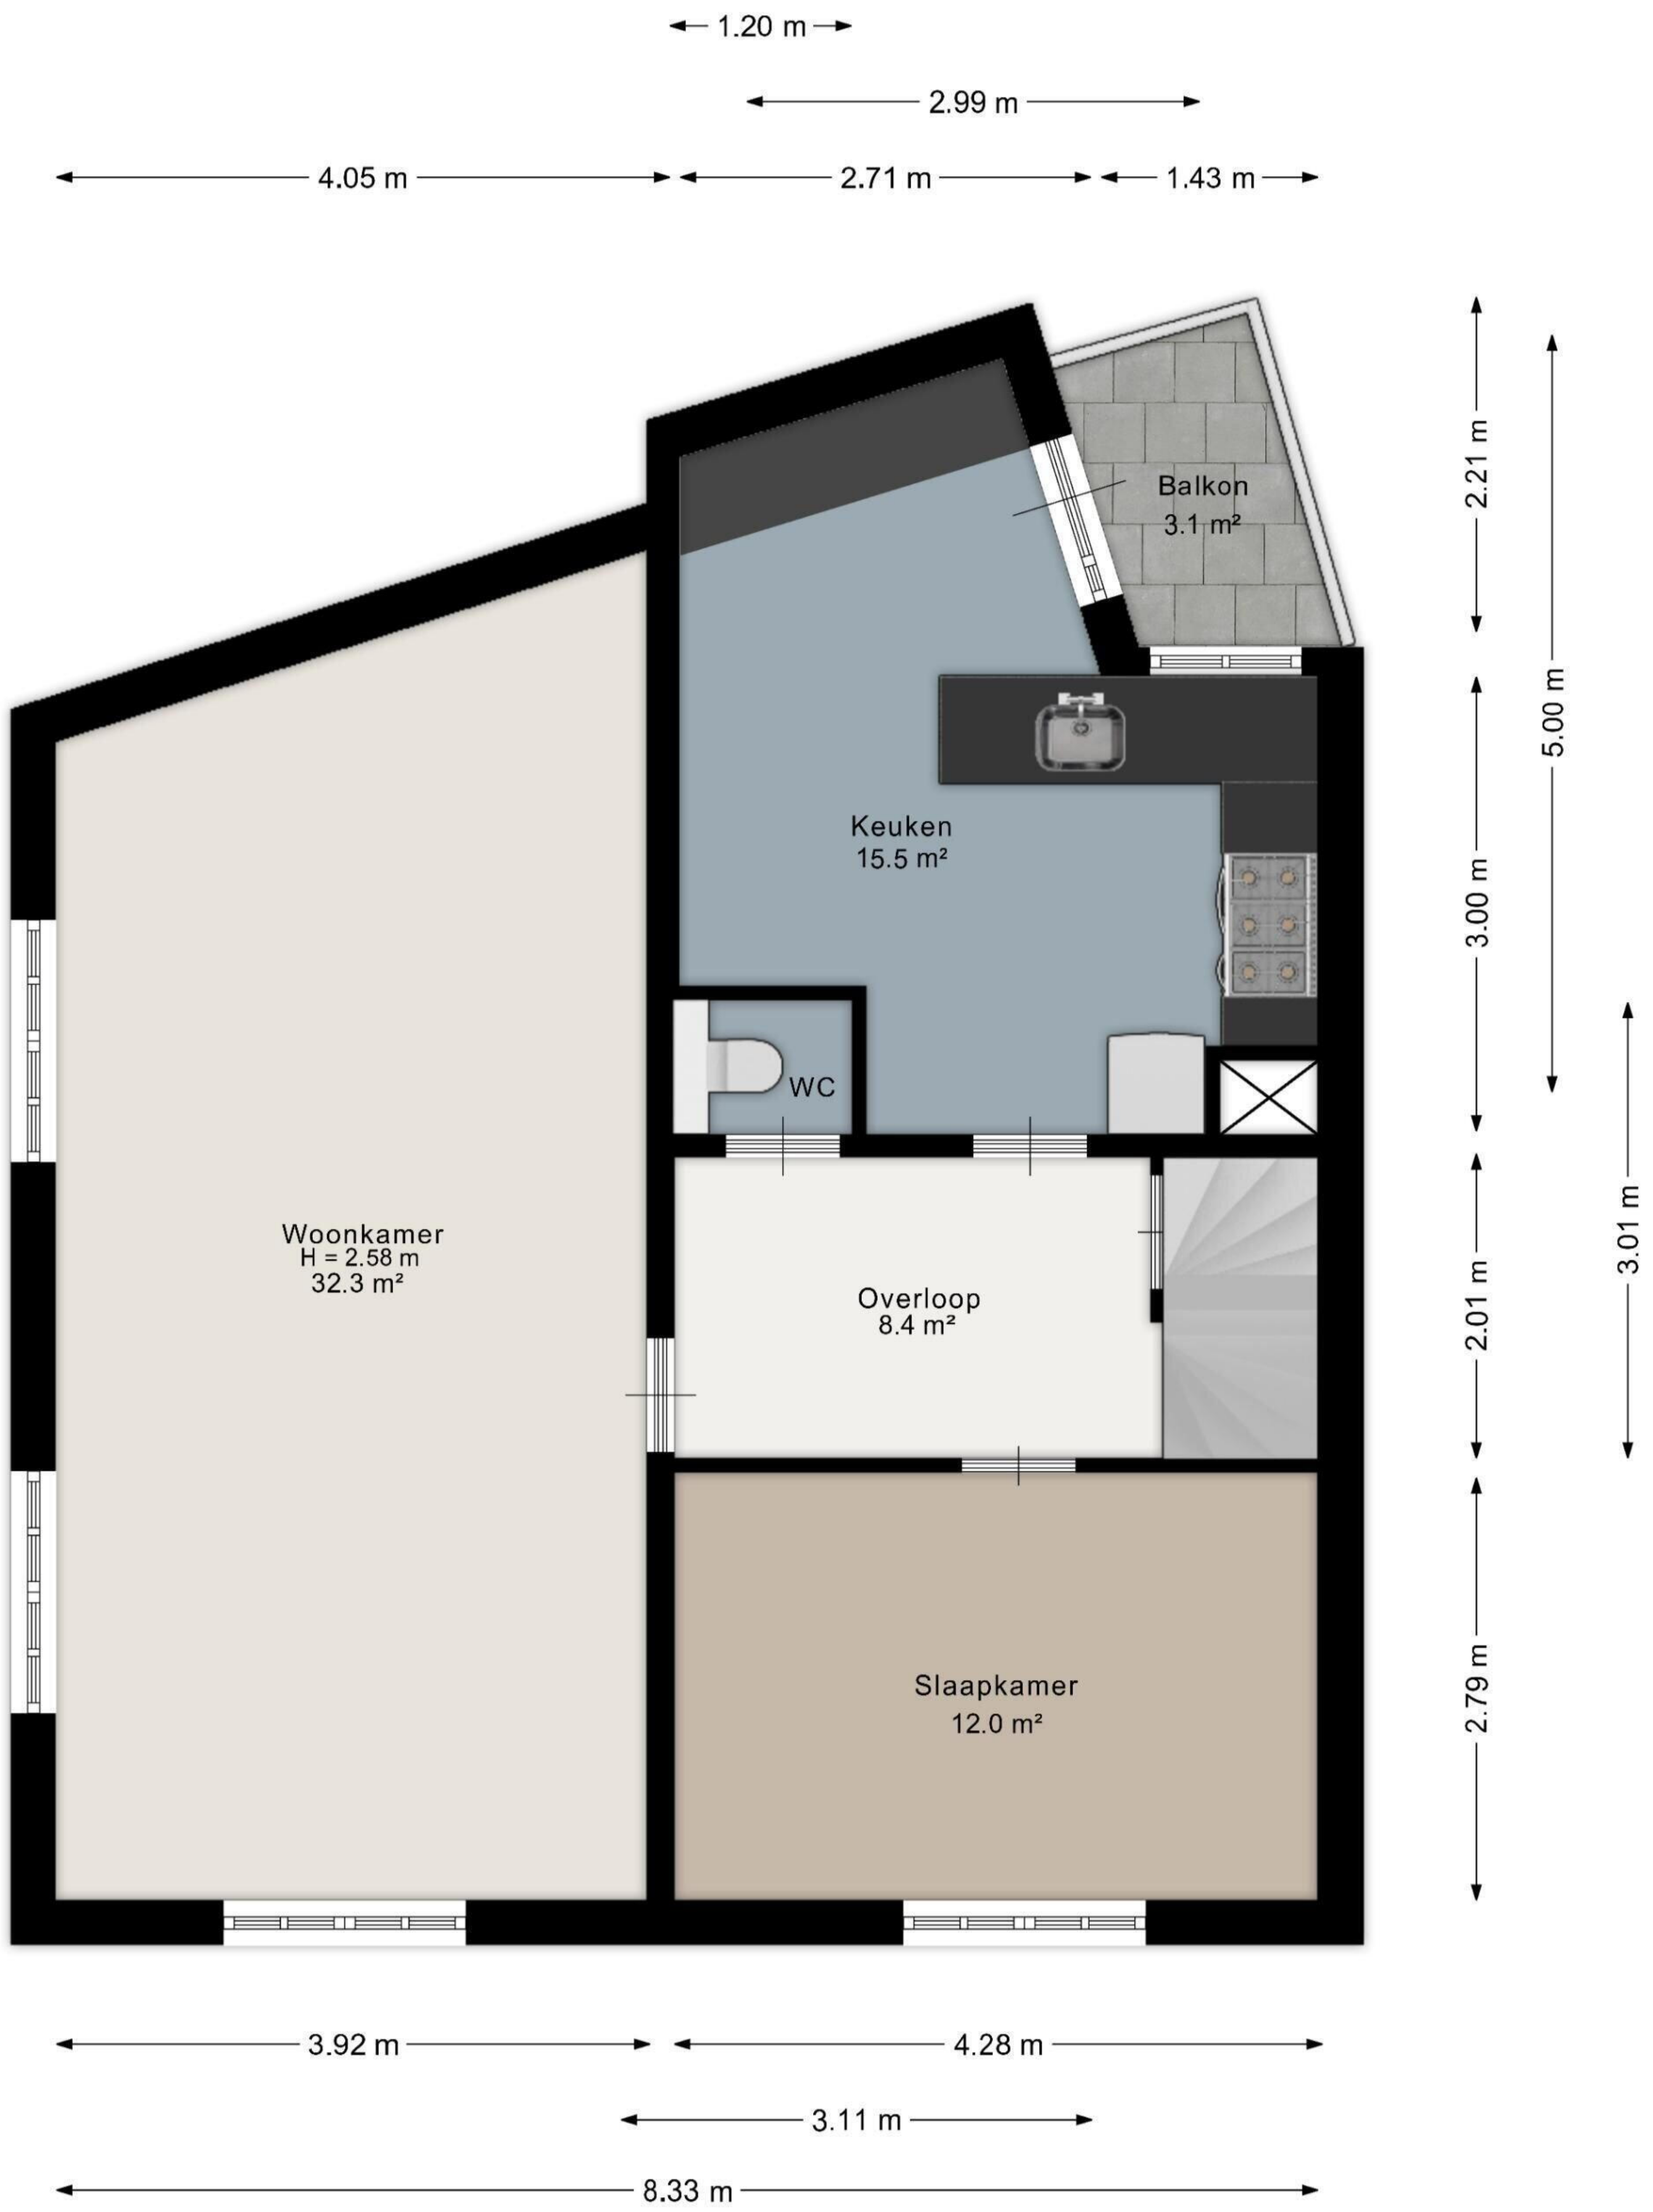 1.20 m
2.99 m
4.05 m
2.71 m
1.43 m
2.21 m
5.00 m
Balkon
3.1 m²
Keuken
15.5 m²
3.00 m
WC
Woonkamer
H = 2.58 m
32.3 m²
Overloop
8.4 m²
2.01 m
3.01 m
Slaapkamer
12.0 m²
2.79 m
3.92 m
4.28 m
3.11 m
8.33 m